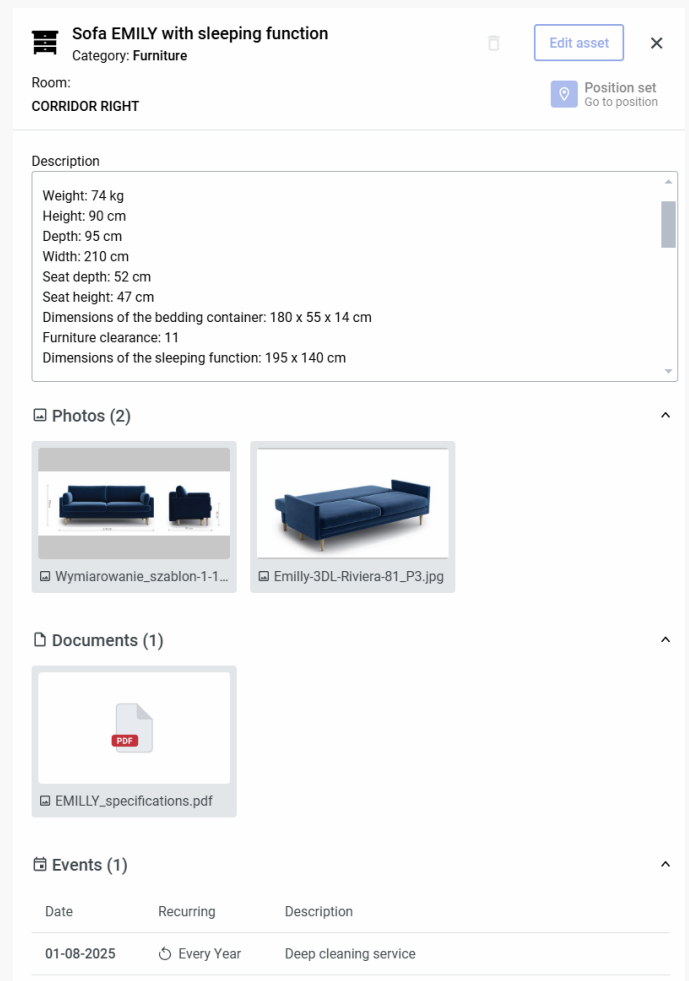 Sofa EMILY with sleeping function
Category: Furniture
Edit asset
Room:
CORRIDOR RIGHT
Position set
Go to position
Description
Weight: 74 kg
Height: 90 cm
Depth: 95 cm
Width: 210 cm
Seat depth: 52 cm
Seat height: 47 cm
Dimensions of the bedding container: 180 x 55 x 14 cm
Furniture clearance: 11
Dimensions of the sleeping function: 195 x 140 cm
Photos (2)
Wymiarowanie_szablon-1-1...
Emilly-3DL-Riviera-81_P3.jpg
Documents (1)
PDF
EMILLY_specifications.pdf
Events (1)
Date Recurring Description
01-08-2025 Every Year Deep cleaning service